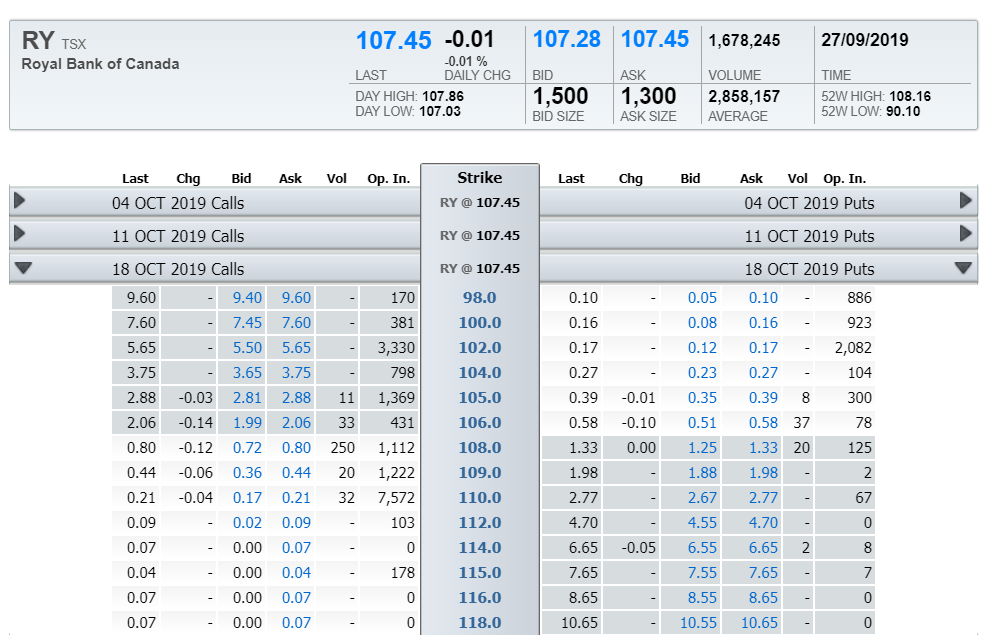 RY TSX
Royal Bank of Canada
107.45 -0.01 107.28 107.45 1,678,245 27/09/2019
-0.01 %
LAST DAILY CHG BID ASK VOLUME TIME
DAY HIGH: 107.86 1,500 1,300 2,858,157 52W HIGH: 108.16
DAY LOW: 107.03 BID SIZE ASK SIZE AVERAGE 52W LOW: 90.10
Last Chg Bid Ask Vol Op. In. Strike Last Chg Bid Ask Vol Op. In.
04 OCT 2019 Calls RY @ 107.45 04 OCT 2019 Puts
11 OCT 2019 Calls RY @ 107.45 11 OCT 2019 Puts
18 OCT 2019 Calls RY @ 107.45 18 OCT 2019 Puts
9.60 - 9.40 9.60 - 170 98.0 0.10 - 0.05 0.10 - 886
7.60 - 7.45 7.60 - 381 100.0 0.16 - 0.08 0.16 - 923
5.65 - 5.50 5.65 - 3,330 102.0 0.17 - 0.12 0.17 - 2,082
3.75 - 3.65 3.75 - 798 104.0 0.27 - 0.23 0.27 - 104
2.88 -0.03 2.81 2.88 11 1,369 105.0 0.39 -0.01 0.35 0.39 8 300
2.06 -0.14 1.99 2.06 33 431 106.0 0.58 -0.10 0.51 0.58 37 78
0.80 -0.12 0.72 0.80 250 1,112 108.0 1.33 0.00 1.25 1.33 20 125
0.44 -0.06 0.36 0.44 20 1,222 109.0 1.98 - 1.88 1.98 - 2
0.21 -0.04 0.17 0.21 32 7,572 110.0 2.77 - 2.67 2.77 - 67
0.09 - 0.02 0.09 - 103 112.0 4.70 - 4.55 4.70 - 0
0.07 - 0.00 0.07 - 0 114.0 6.65 -0.05 6.55 6.65 2 8
0.04 - 0.00 0.04 - 178 115.0 7.65 - 7.55 7.65 - 7
0.07 - 0.00 0.07 - 0 116.0 8.65 - 8.55 8.65 - 0
0.07 - 0.00 0.07 - 0 118.0 10.65 - 10.55 10.65 - 0